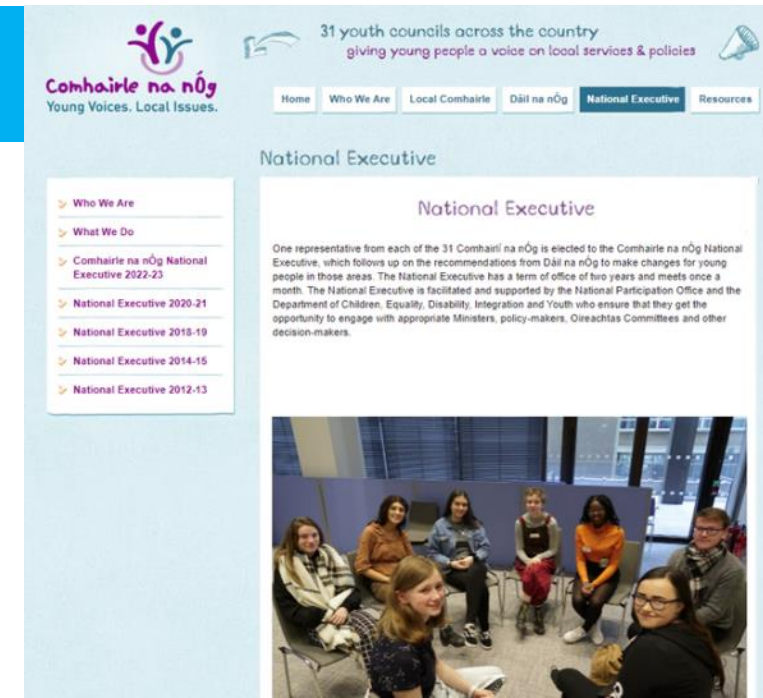 31 youth councils across the country
giving young people a voice on local services & policies
Comhairle na nÓg
Young Voices. Local Issues.
Home
Who We Are
Local Comhairle
Dáil na nÓg
National Executive
Resources
National Executive
Who We Are
What We Do
Comhairle na nÓg National
Executive 2022-23
National Executive 2020-21
National Executive 2018-19
National Executive 2014-15
National Executive 2012-13
National Executive
One representative from each of the 31 Comhairlí na nÓg is elected to the Comhairle na nÓg National
Executive, which follows up on the recommendations from Dáil na nÓg to make changes for young
people in those areas. The National Executive has a term of office of two years and meets once a
month. The National Executive is facilitated and supported by the National Participation Office and the
Department of Children, Equality, Disability, Integration and Youth who ensure that they get the
opportunity to engage with appropriate Ministers, policy-makers, Oireachtas Committees and other
decision-makers.